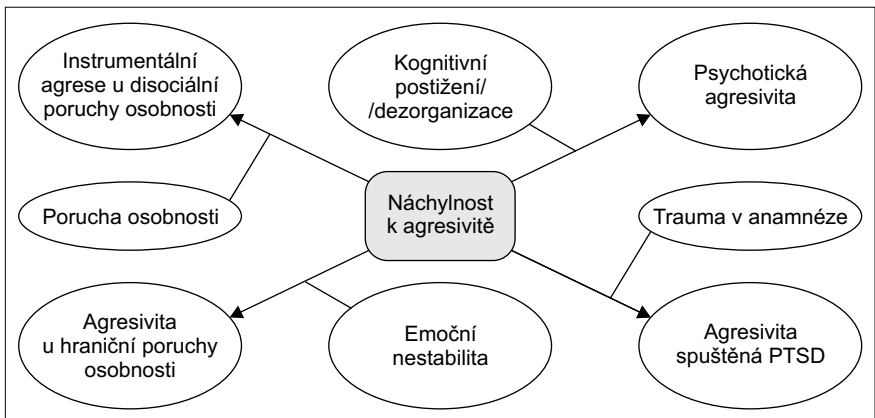 Instrumentální
agrese u disociální
poruchy osobnosti
Kognitivní
postižení/
/dezorganizace
Psychotická
agresivita
Porucha osobnosti
Náchylnost
k agresivitě
Trauma v anamnéze
Agresivita
u hraniční poruchy
osobnosti
Emoční
nestabilita
Agresivita
spuštěná PTSD